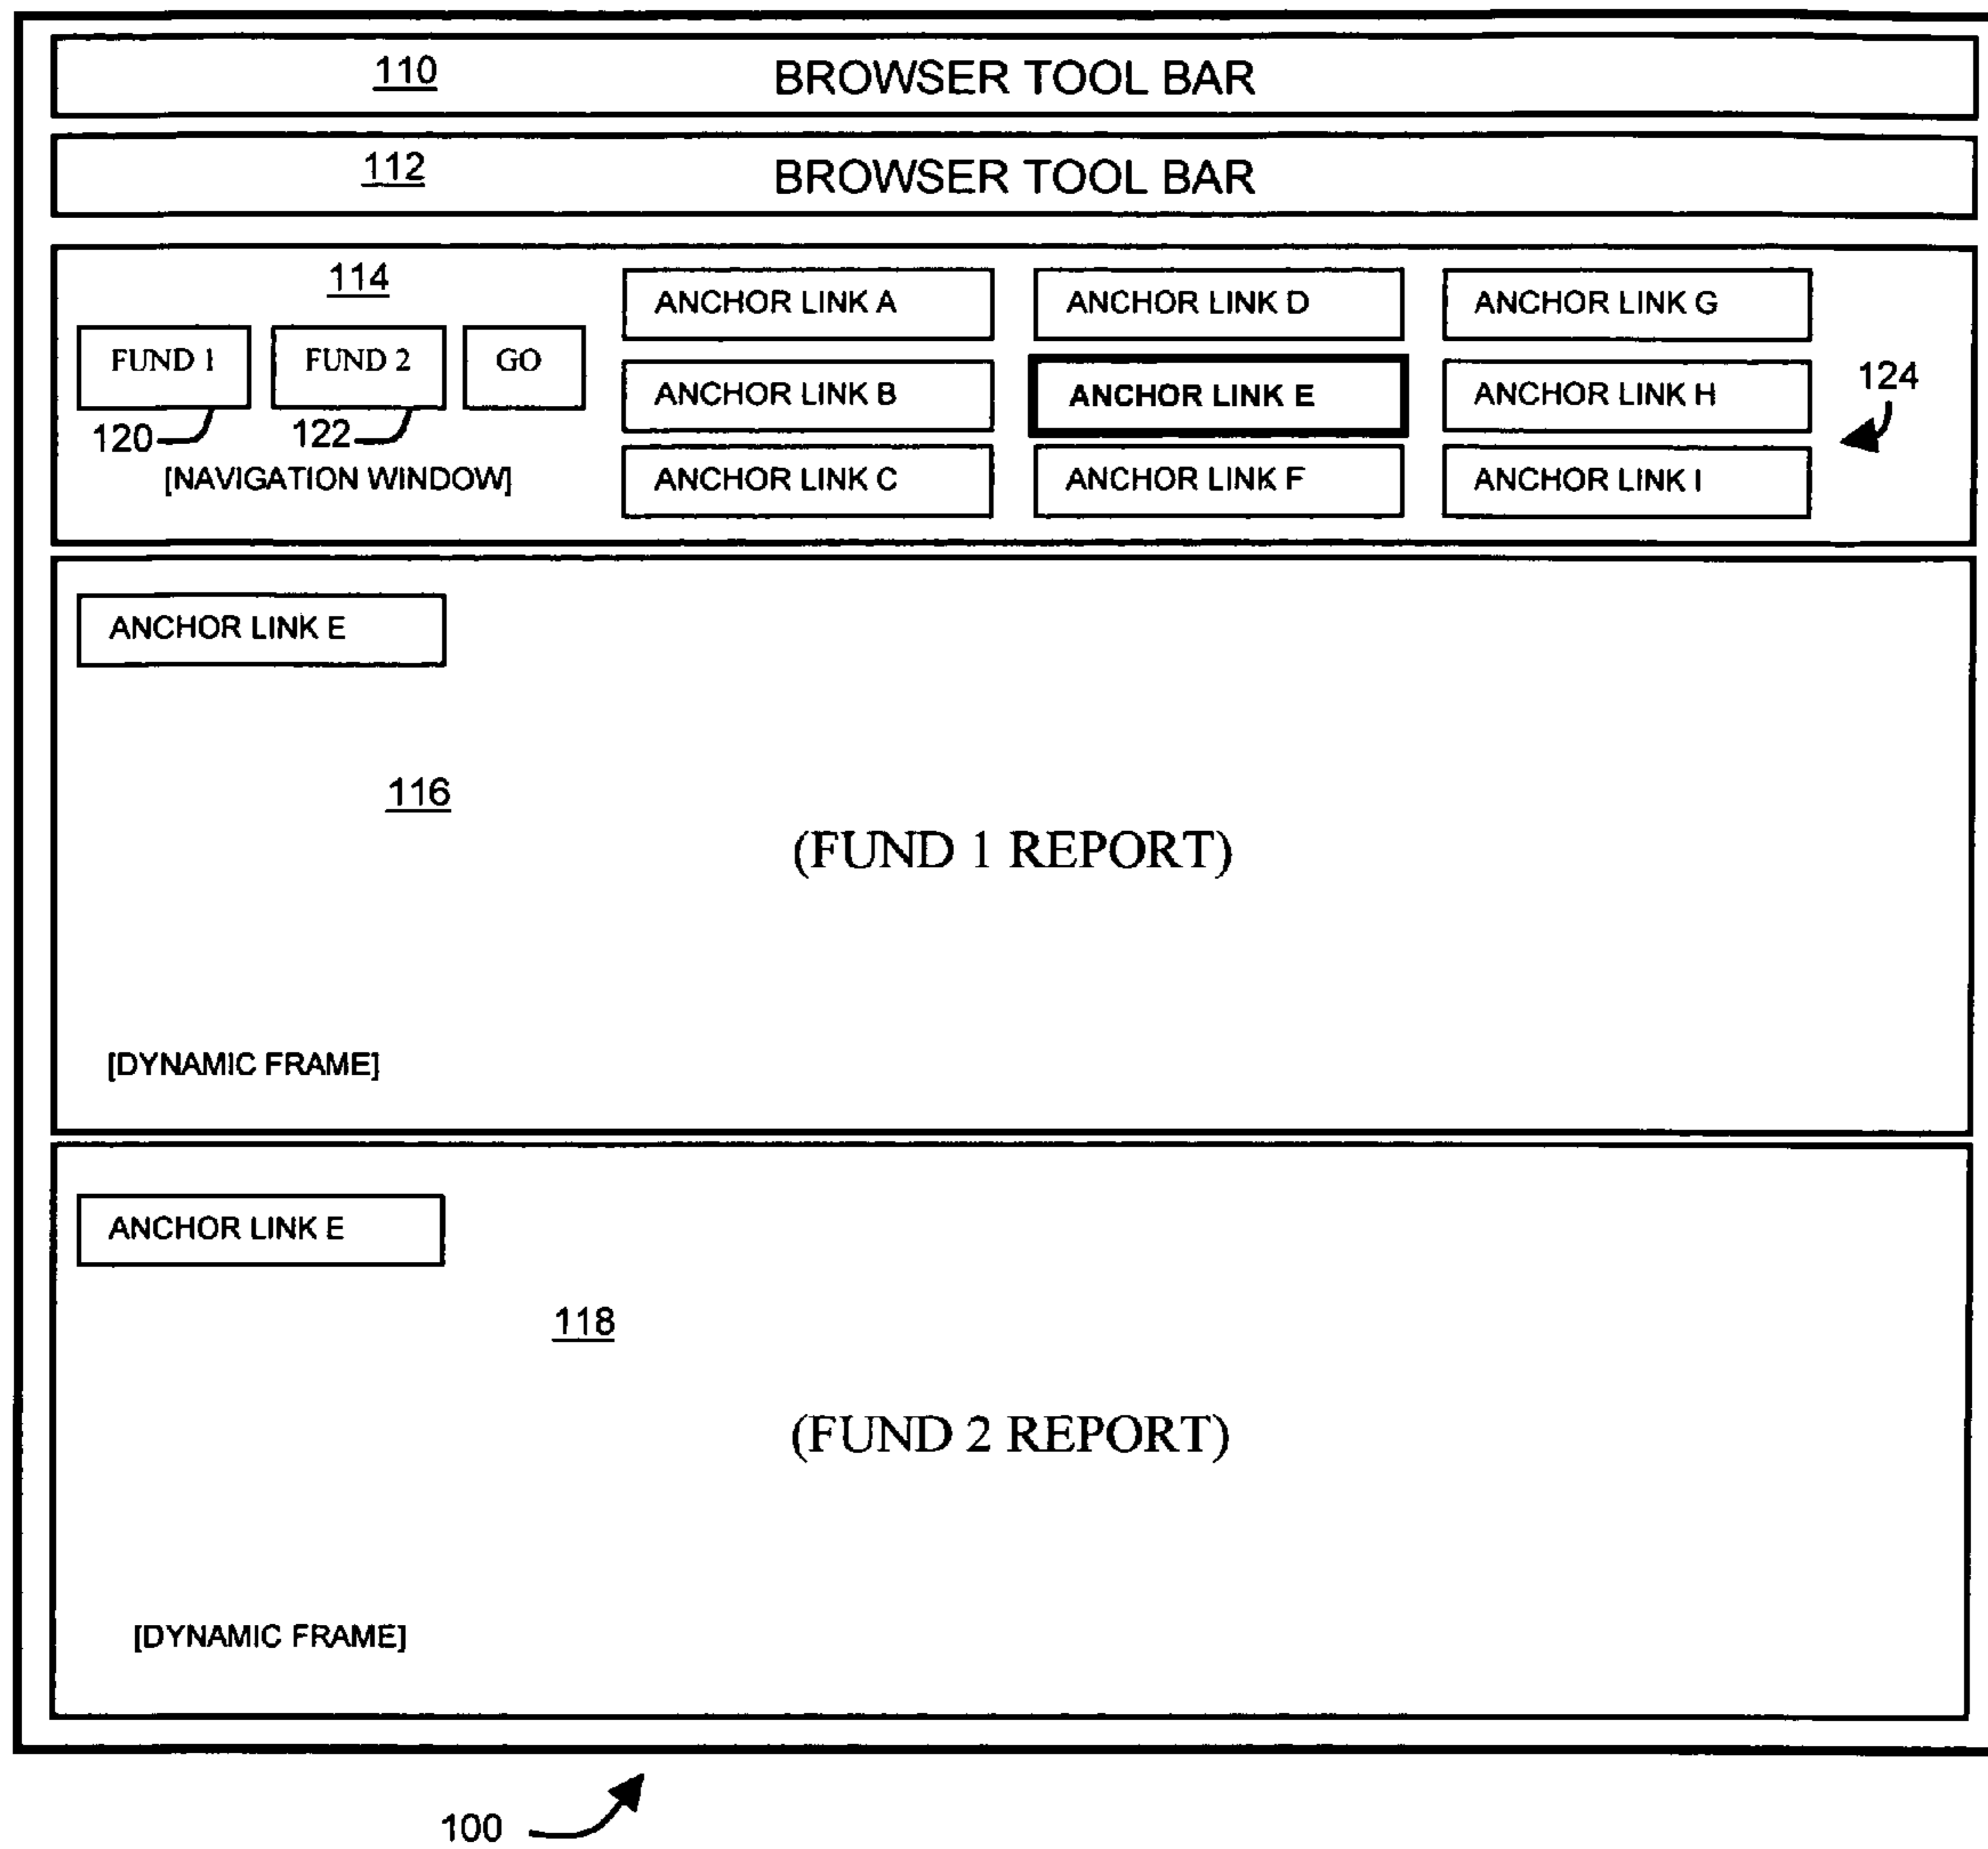 110 BROWSER TOOL BAR
112 BROWSER TOOL BAR
114
ANCHOR LINK A ANCHOR LINK D ANCHOR LINK G
FUND 1 FUND 2 GO
ANCHOR LINK B ANCHOR LINK E ANCHOR LINK H
124
120 122
[NAVIGATION WINDOW]
ANCHOR LINK C ANCHOR LINK F ANCHOR LINK I
ANCHOR LINK E
116
(FUND 1 REPORT)
[DYNAMIC FRAME]
ANCHOR LINK E
118
(FUND 2 REPORT)
[DYNAMIC FRAME]
100